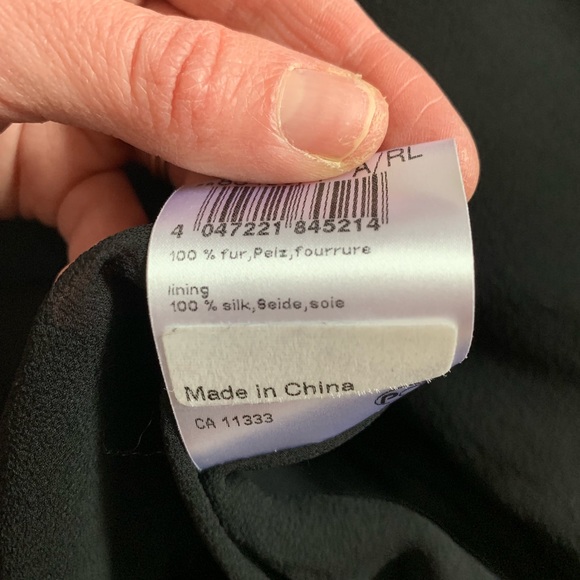 A/RL
4 047221 845214
100 % fur,Pelz,fourrure
lining
100 % silk,Seide,soie
Made in China
CA 11333